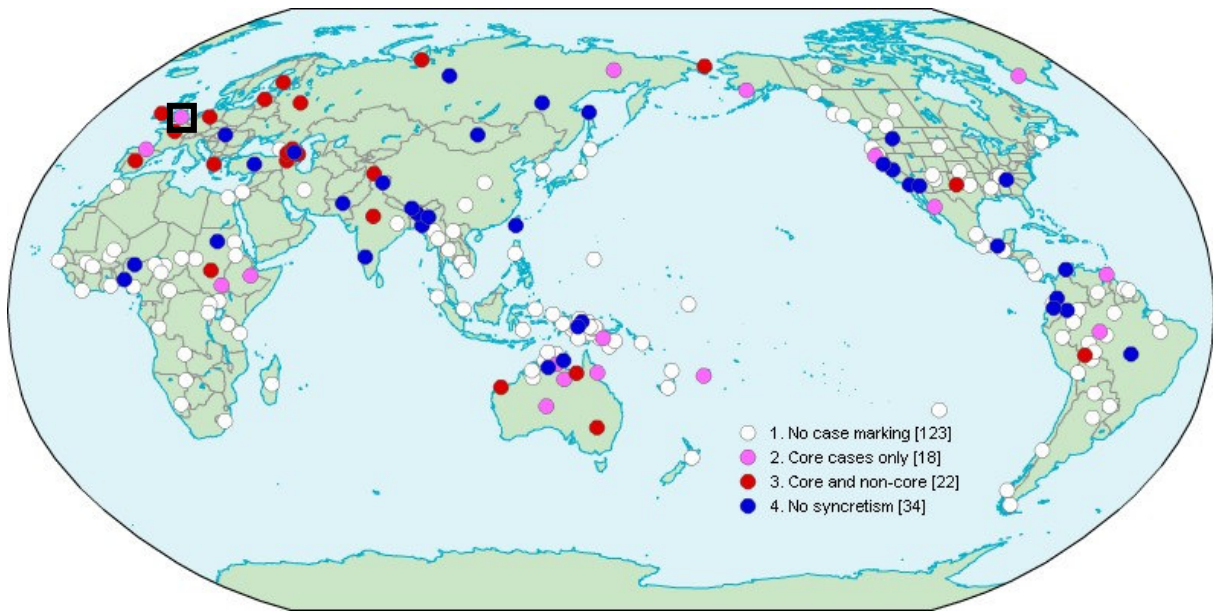 1. No case marking [123]
2. Core cases only [18]
3. Core and non-core [22]
4. No syncretism [34]